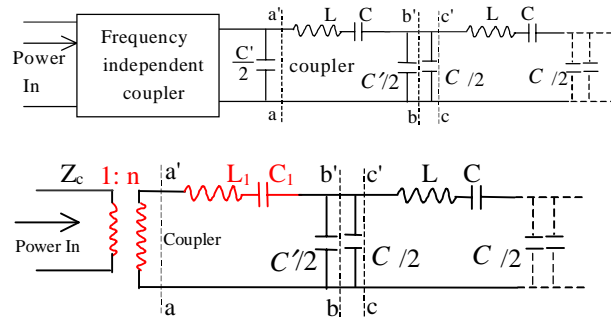 a' L C b' c' L C
Power In
Frequency independent coupler
C'/2
coupler
C'/2 C /2 C /2
a b c
Z_c 1: n a' L₁ C₁ b' c' L C
Power In
Coupler
C'/2 C /2 C /2
a b c